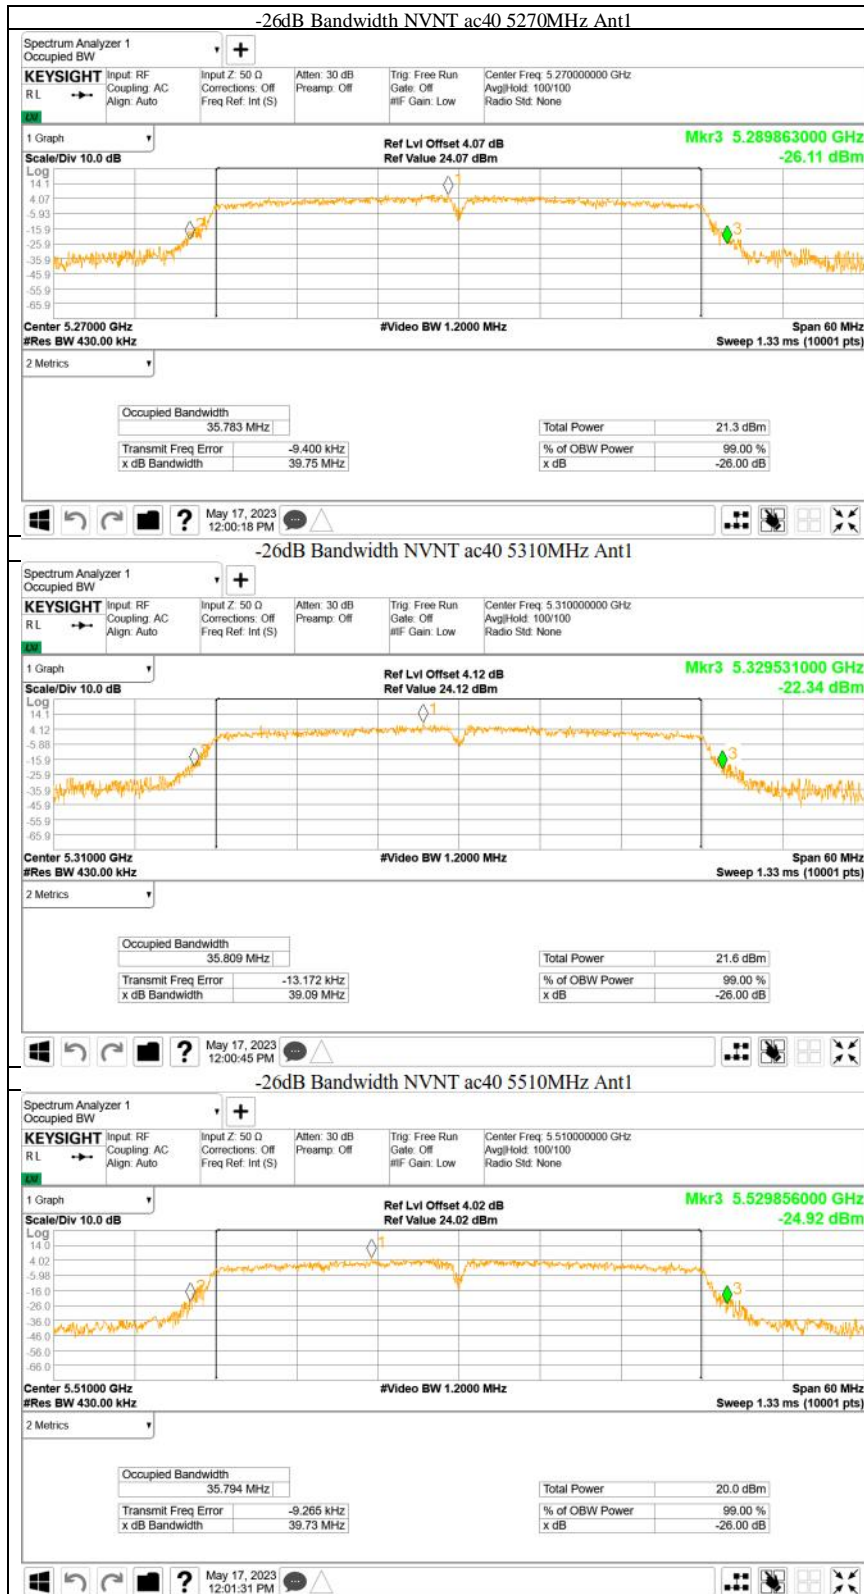 -26dB Bandwidth NVNT ac40 5270MHz Ant1
Spectrum Analyzer 1
Occupied BW
KEYSIGHT Input: RF Input Z: 50 Ω Atten: 30 dB Trig: Free Run Center Freq: 5.270000000 GHz
RL Coupling: AC Corrections: Off Preamp: Off Gate: Off Avg|Hold: 100/100
Align: Auto Freq Ref: Int (S) #IF Gain: Low Radio Std: None
1 Graph Ref Lvl Offset 4.07 dB Mkr3 5.289863000 GHz
Scale/Div 10.0 dB Ref Value 24.07 dBm -26.11 dBm
Log
14.1
4.07
-5.93
-15.9
-25.9
-35.9
-45.9
-55.9
-65.9
1
2
3
Center 5.27000 GHz #Video BW 1.2000 MHz Span 60 MHz
#Res BW 430.00 kHz Sweep 1.33 ms (10001 pts)
2 Metrics
Occupied Bandwidth
35.783 MHz Total Power 21.3 dBm
Transmit Freq Error -9.400 kHz % of OBW Power 99.00 %
x dB Bandwidth 39.75 MHz x dB -26.00 dB
? May 17, 2023
12:00:18 PM
-26dB Bandwidth NVNT ac40 5310MHz Ant1
Spectrum Analyzer 1
Occupied BW
KEYSIGHT Input: RF Input Z: 50 Ω Atten: 30 dB Trig: Free Run Center Freq: 5.310000000 GHz
RL Coupling: AC Corrections: Off Preamp: Off Gate: Off Avg|Hold: 100/100
Align: Auto Freq Ref: Int (S) #IF Gain: Low Radio Std: None
1 Graph Ref Lvl Offset 4.12 dB Mkr3 5.329531000 GHz
Scale/Div 10.0 dB Ref Value 24.12 dBm -22.34 dBm
Log
14.1
4.12
-5.88
-15.9
-25.9
-35.9
-45.9
-55.9
-65.9
1
2
3
Center 5.31000 GHz #Video BW 1.2000 MHz Span 60 MHz
#Res BW 430.00 kHz Sweep 1.33 ms (10001 pts)
2 Metrics
Occupied Bandwidth
35.809 MHz Total Power 21.6 dBm
Transmit Freq Error -13.172 kHz % of OBW Power 99.00 %
x dB Bandwidth 39.09 MHz x dB -26.00 dB
? May 17, 2023
12:00:45 PM
-26dB Bandwidth NVNT ac40 5510MHz Ant1
Spectrum Analyzer 1
Occupied BW
KEYSIGHT Input: RF Input Z: 50 Ω Atten: 30 dB Trig: Free Run Center Freq: 5.510000000 GHz
RL Coupling: AC Corrections: Off Preamp: Off Gate: Off Avg|Hold: 100/100
Align: Auto Freq Ref: Int (S) #IF Gain: Low Radio Std: None
1 Graph Ref Lvl Offset 4.02 dB Mkr3 5.529856000 GHz
Scale/Div 10.0 dB Ref Value 24.02 dBm -24.92 dBm
Log
14.0
4.02
-5.98
-16.0
-26.0
-36.0
-46.0
-56.0
-66.0
1
2
3
Center 5.51000 GHz #Video BW 1.2000 MHz Span 60 MHz
#Res BW 430.00 kHz Sweep 1.33 ms (10001 pts)
2 Metrics
Occupied Bandwidth
35.794 MHz Total Power 20.0 dBm
Transmit Freq Error -9.265 kHz % of OBW Power 99.00 %
x dB Bandwidth 39.73 MHz x dB -26.00 dB
? May 17, 2023
12:01:31 PM